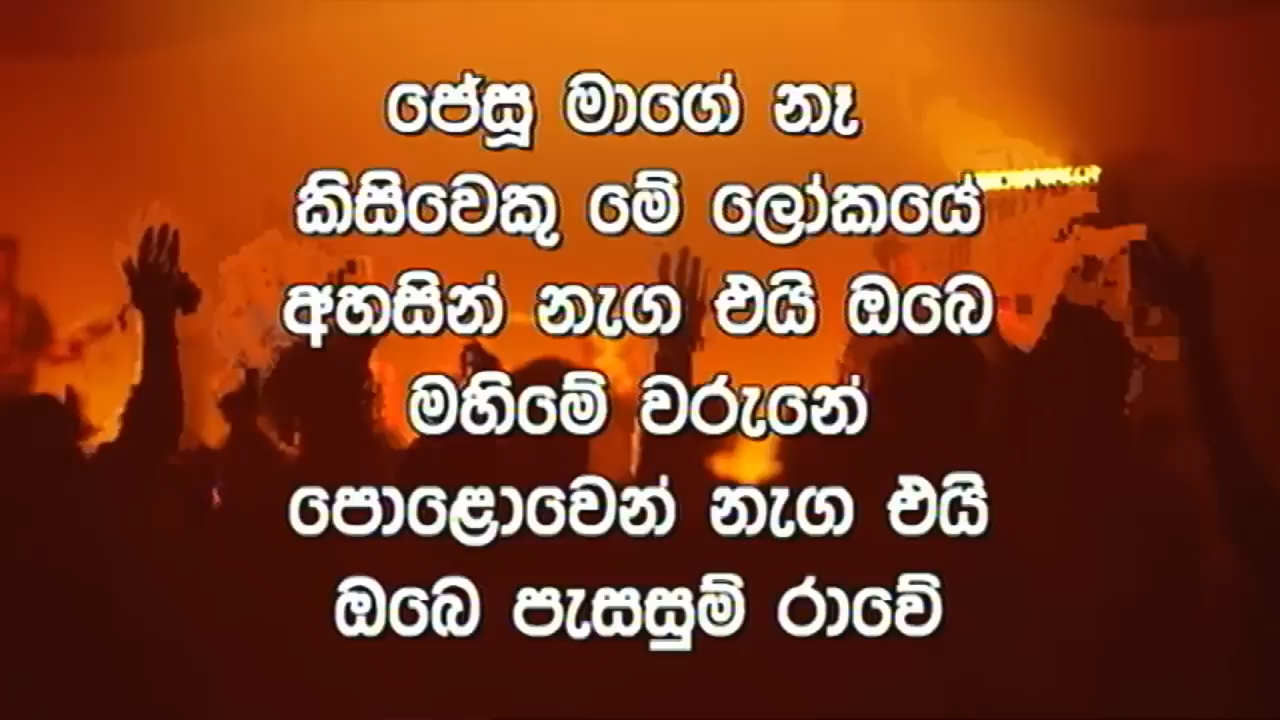 ජේසූ මාගේ නෑ
කිසිවෙකු මේ ලෝකයේ
අහසින් නැග එයි ඔබෙ
මහිමේ වරුනේ
පොළොවෙන් නැග එයි
ඔබෙ පැසසුම් රාවේ